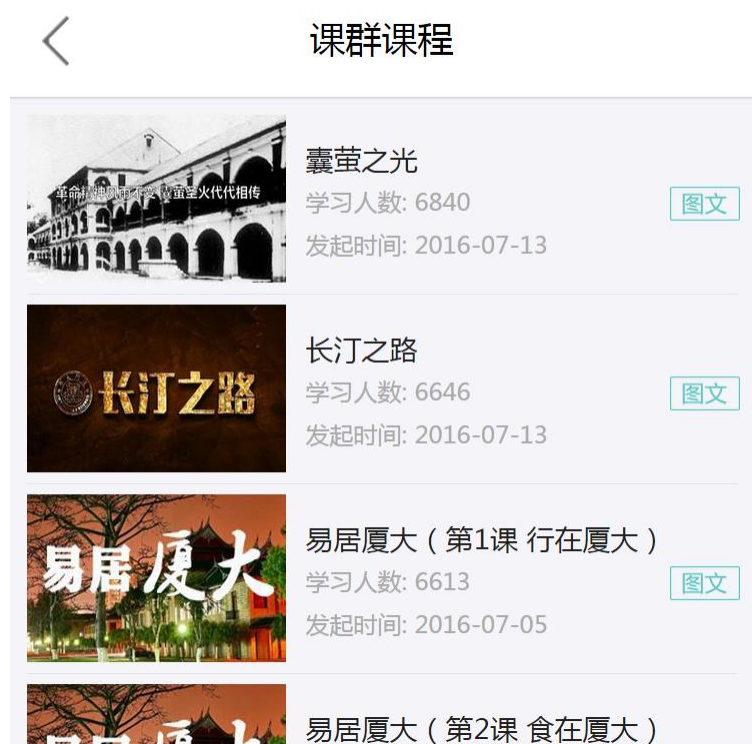 课群课程
革命精神风雨不变 囊萤圣火代代相传
囊萤之光
学习人数: 6840
图文
发起时间: 2016-07-13
长汀之路
长汀之路
学习人数: 6646
图文
发起时间: 2016-07-13
易居厦大
易居厦大（第1课 行在厦大）
学习人数: 6613
图文
发起时间: 2016-07-05
易居厦大（第2课 食在厦大）